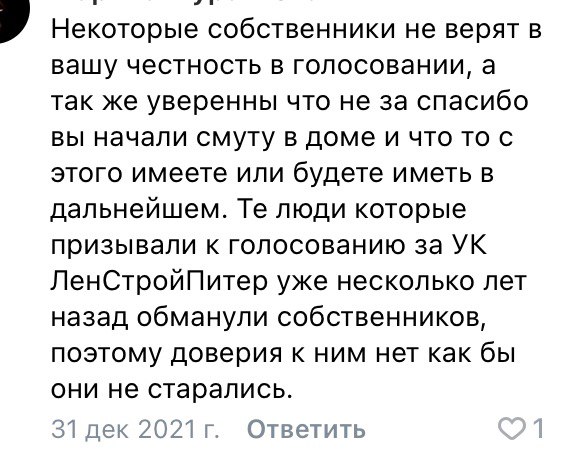 Некоторые собственники не верят в
вашу честность в голосовании, а
так же уверенны что не за спасибо
вы начали смуту в доме и что то с
этого имеете или будете иметь в
дальнейшем. Те люди которые
призывали к голосованию за УК
ЛенСтройПитер уже несколько лет
назад обманули собственников,
поэтому доверия к ним нет как бы
они не старались.
31 дек 2021 г. Ответить 1